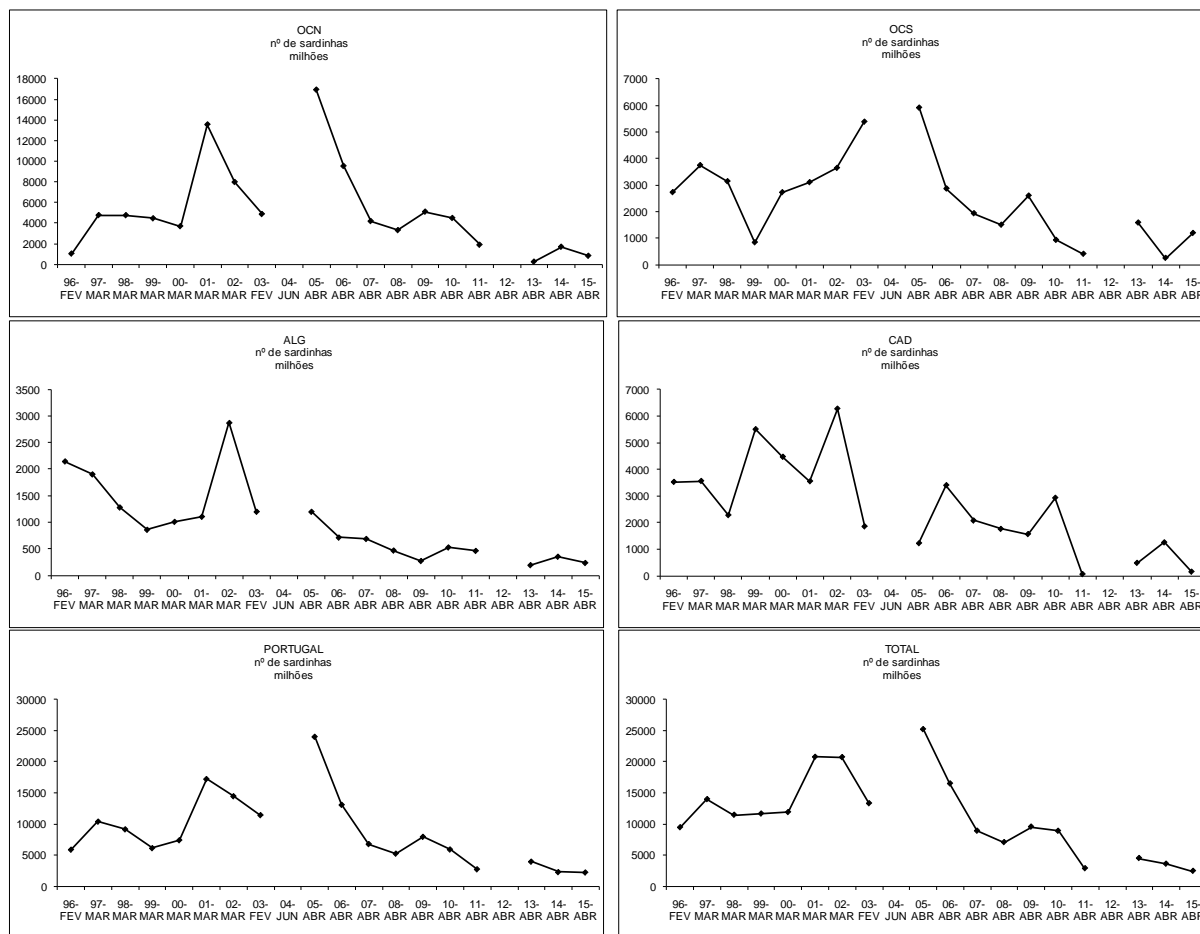 OCN
nº de sardinhas
milhões
18000
16000
14000
12000
10000
8000
6000
4000
2000
0
96- 97- 98- 99- 00- 01- 02- 03- 04- 05- 06- 07- 08- 09- 10- 11- 12- 13- 14- 15-
FEV MAR MAR MAR MAR MAR MAR FEV JUN ABR ABR ABR ABR ABR ABR ABR ABR ABR ABR ABR
OCS
nº de sardinhas
milhões
7000
6000
5000
4000
3000
2000
1000
0
96- 97- 98- 99- 00- 01- 02- 03- 04- 05- 06- 07- 08- 09- 10- 11- 12- 13- 14- 15-
FEV MAR MAR MAR MAR MAR MAR FEV JUN ABR ABR ABR ABR ABR ABR ABR ABR ABR ABR ABR
ALG
nº de sardinhas
milhões
3500
3000
2500
2000
1500
1000
500
0
96- 97- 98- 99- 00- 01- 02- 03- 04- 05- 06- 07- 08- 09- 10- 11- 12- 13- 14- 15-
FEV MAR MAR MAR MAR MAR MAR FEV JUN ABR ABR ABR ABR ABR ABR ABR ABR ABR ABR ABR
CAD
nº de sardinhas
milhões
7000
6000
5000
4000
3000
2000
1000
0
96- 97- 98- 99- 00- 01- 02- 03- 04- 05- 06- 07- 08- 09- 10- 11- 12- 13- 14- 15-
FEV MAR MAR MAR MAR MAR MAR FEV JUN ABR ABR ABR ABR ABR ABR ABR ABR ABR ABR ABR
PORTUGAL
nº de sardinhas
milhões
30000
25000
20000
15000
10000
5000
0
96- 97- 98- 99- 00- 01- 02- 03- 04- 05- 06- 07- 08- 09- 10- 11- 12- 13- 14- 15-
FEV MAR MAR MAR MAR MAR MAR FEV JUN ABR ABR ABR ABR ABR ABR ABR ABR ABR ABR ABR
TOTAL
nº de sardinhas
milhões
30000
25000
20000
15000
10000
5000
0
96- 97- 98- 99- 00- 01- 02- 03- 04- 05- 06- 07- 08- 09- 10- 11- 12- 13- 14- 15-
FEV MAR MAR MAR MAR MAR MAR FEV JUN ABR ABR ABR ABR ABR ABR ABR ABR ABR ABR ABR